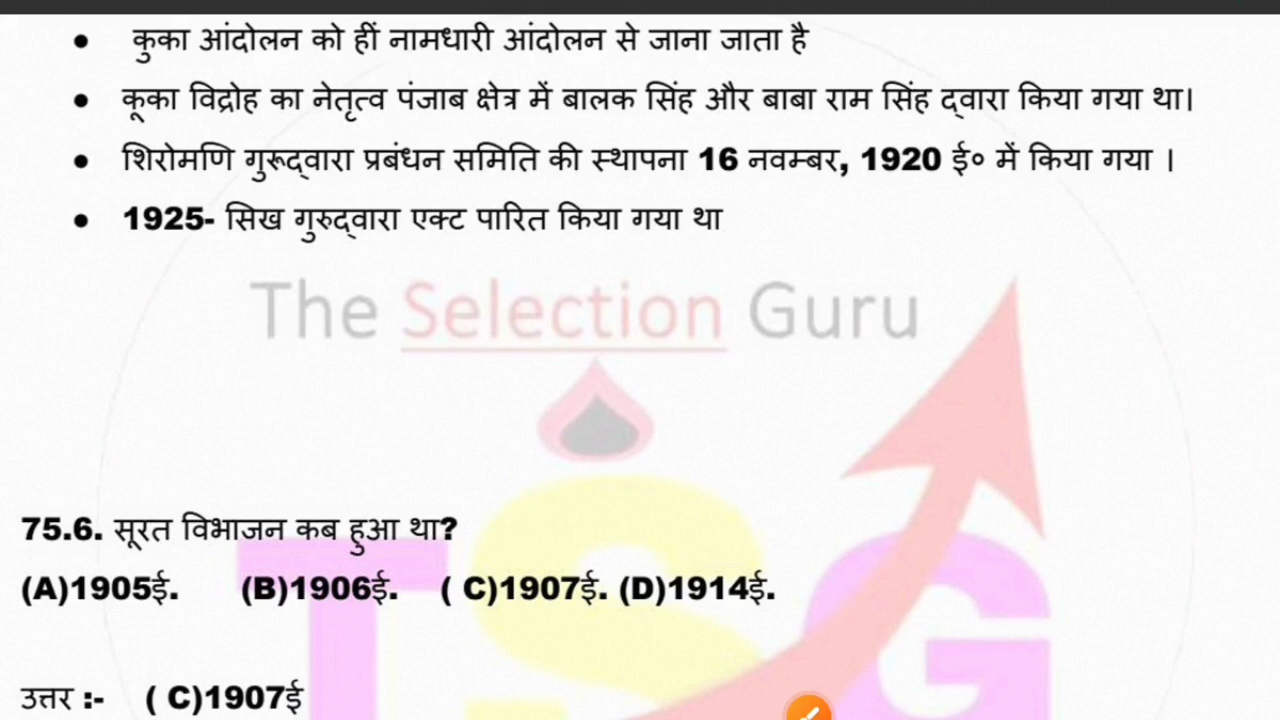 • कुका आंदोलन को हीं नामधारी आंदोलन से जाना जाता है
• कूका विद्रोह का नेतृत्व पंजाब क्षेत्र में बालक सिंह और बाबा राम सिंह द्वारा किया गया था।
• शिरोमणि गुरूद्वारा प्रबंधन समिति की स्थापना 16 नवम्बर, 1920 ई० में किया गया ।
• 1925- सिख गुरुद्वारा एक्ट पारित किया गया था
The Selection Guru
75.6. सूरत विभाजन कब हुआ था?
(A)1905ई. (B)1906ई. ( C)1907ई. (D)1914ई.
TSG
उत्तर :- ( C)1907ई